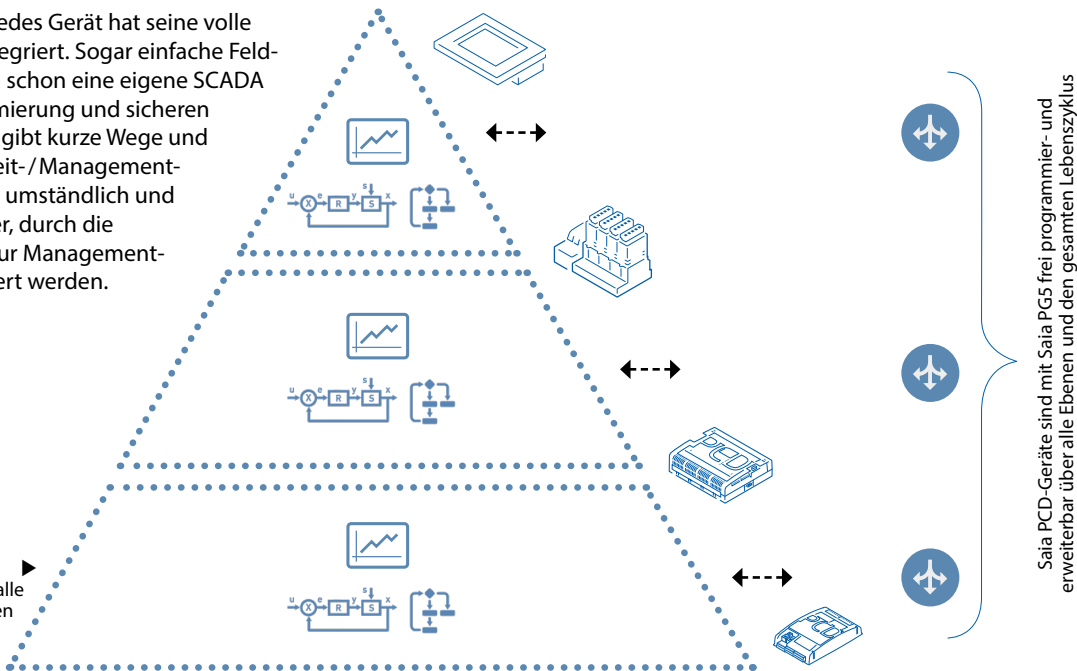 edes Gerät hat seine volle
egriert. Sogar einfache Feld-
schon eine eigene SCADA
mierung und sicheren
gibt kurze Wege und
eit-/Management-
umständlich und
er, durch die
ur Management-
ert werden.
u e y s x
X R S
u e y s x
X R S
alle
en
u e y s x
X R S
Saia PCD-Geräte sind mit Saia PG5 frei programmier- und
erweiterbar über alle Ebenen und den gesamten Lebenszyklus